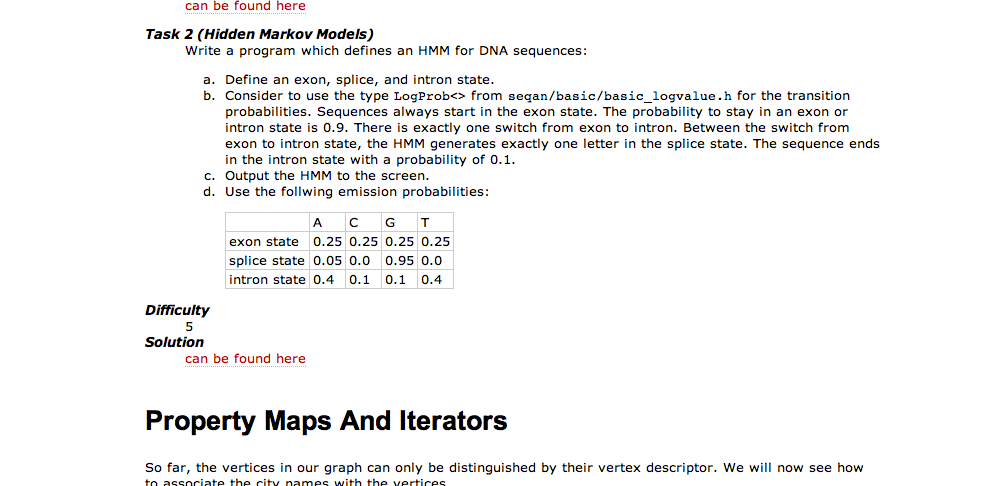 can be found here
Task 2 (Hidden Markov Models)
Write a program which defines an HMM for DNA sequences:
a. Define an exon, splice, and intron state.
b. Consider to use the type LogProb<> from seqan/basic/basic_logvalue.h for the transition
probabilities. Sequences always start in the exon state. The probability to stay in an exon or
intron state is 0.9. There is exactly one switch from exon to intron. Between the switch from
exon to intron state, the HMM generates exactly one letter in the splice state. The sequence ends
in the intron state with a probability of 0.1.
c. Output the HMM to the screen.
d. Use the follwing emission probabilities:
A C G T
exon state 0.25 0.25 0.25 0.25
splice state 0.05 0.0 0.95 0.0
intron state 0.4 0.1 0.1 0.4
Difficulty
5
Solution
can be found here
Property Maps And Iterators
So far, the vertices in our graph can only be distinguished by their vertex descriptor. We will now see how
to associate the city names with the vertices.